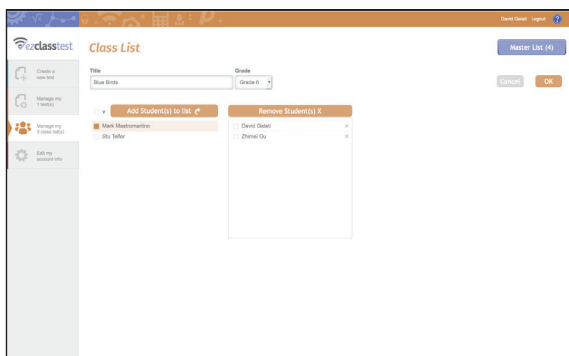 David Galati Logout ?
ezclasstest
Class List
Master List (4)
Create a
new test
Title
Grade
Blue Birds
Grade 6
Cancel
OK
Manage my
1 test(s)
Add Student(s) to list
Remove Student(s) X
Manage my
3 class list(s)
Mark Mastromartino
David Galati
×
Stu Telfer
Zhimei Gu
×
Edit my
account info